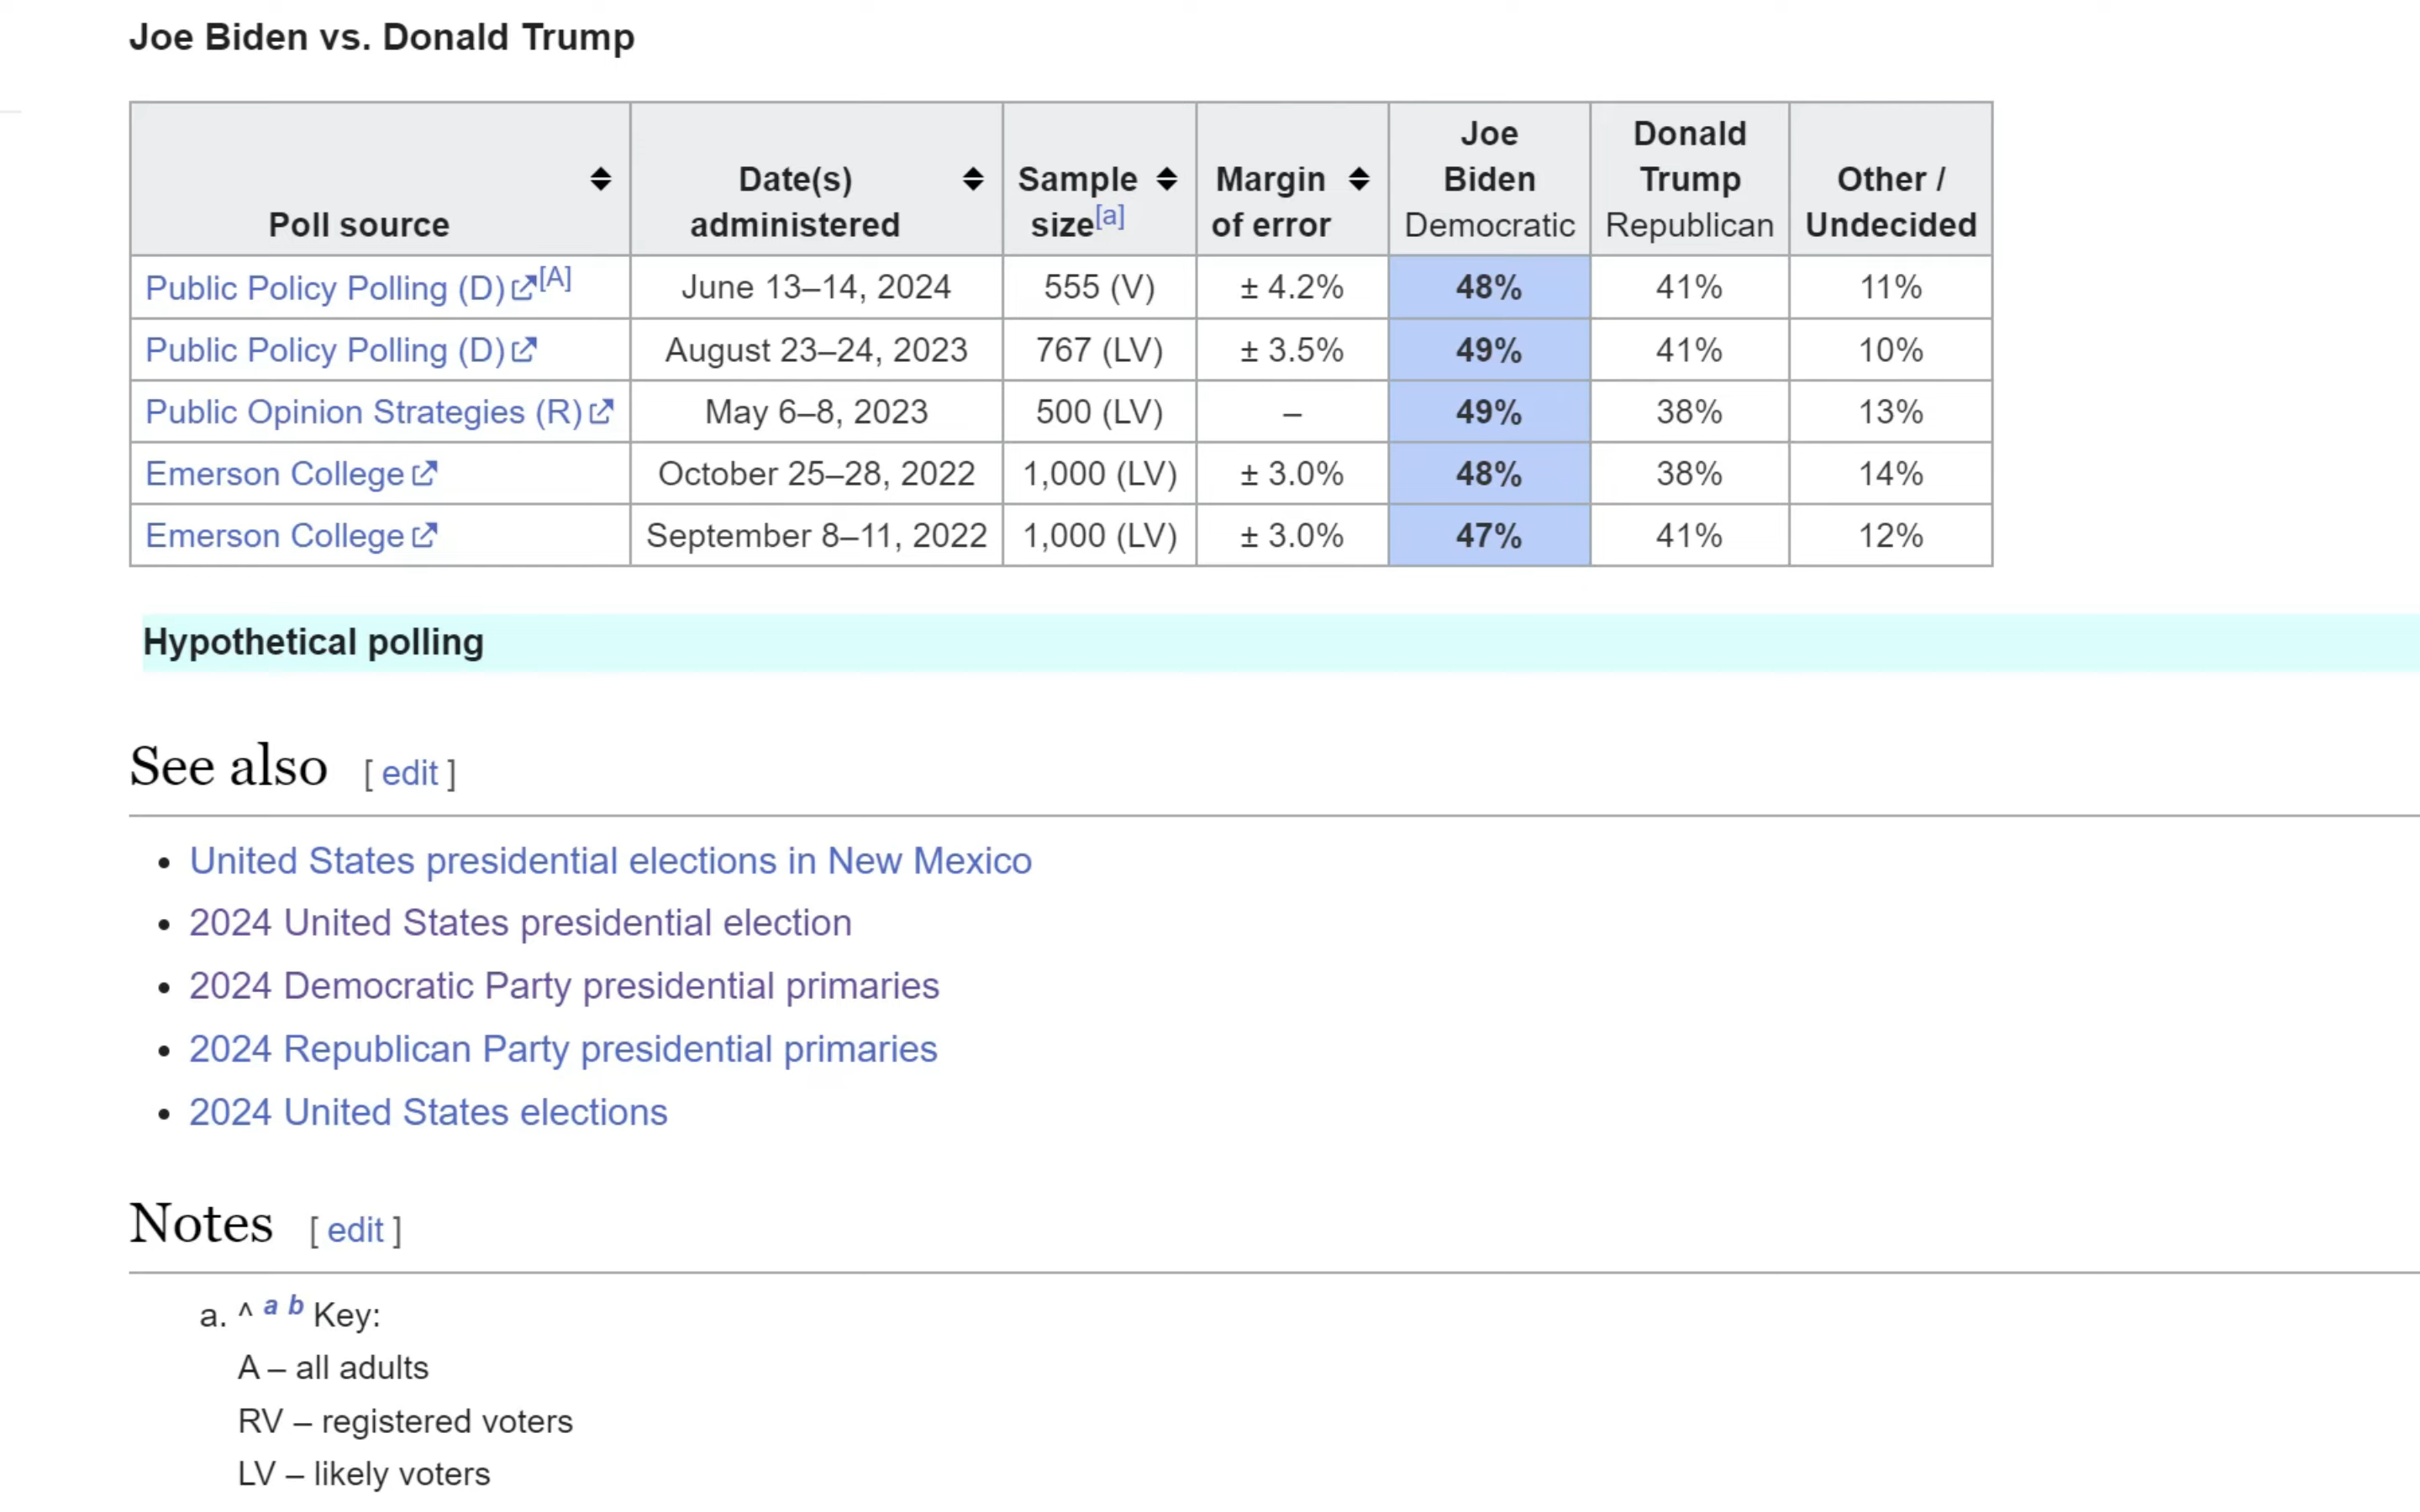 Joe Biden vs. Donald Trump
Poll source Date(s) administered Sample size[a] Margin of error Joe Biden Democratic Donald Trump Republican Other / Undecided
Public Policy Polling (D)[A] June 13–14, 2024 555 (V) ± 4.2% 48% 41% 11%
Public Policy Polling (D) August 23–24, 2023 767 (LV) ± 3.5% 49% 41% 10%
Public Opinion Strategies (R) May 6–8, 2023 500 (LV) – 49% 38% 13%
Emerson College October 25–28, 2022 1,000 (LV) ± 3.0% 48% 38% 14%
Emerson College September 8–11, 2022 1,000 (LV) ± 3.0% 47% 41% 12%
Hypothetical polling
See also [ edit ]
• United States presidential elections in New Mexico
• 2024 United States presidential election
• 2024 Democratic Party presidential primaries
• 2024 Republican Party presidential primaries
• 2024 United States elections
Notes [ edit ]
a. ^ a b Key:
A – all adults
RV – registered voters
LV – likely voters